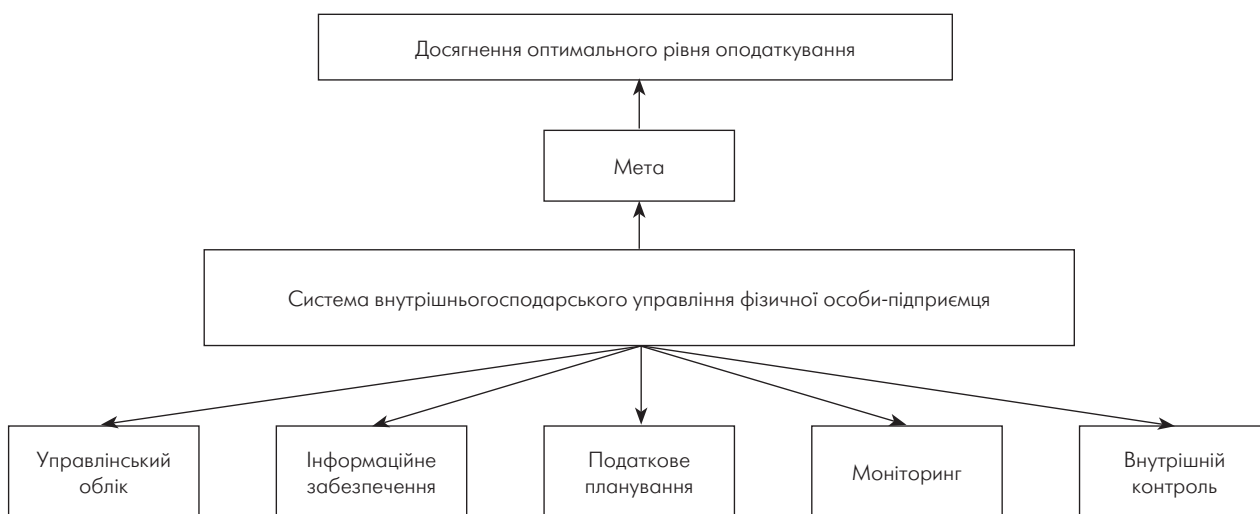 Досягнення оптимального рівня оподаткування
Мета
Система внутрішньогосподарського управління фізичної особи-підприємця
Управлінський
облік
Інформаційне
забезпечення
Податкове
планування
Моніторинг
Внутрішній
контроль